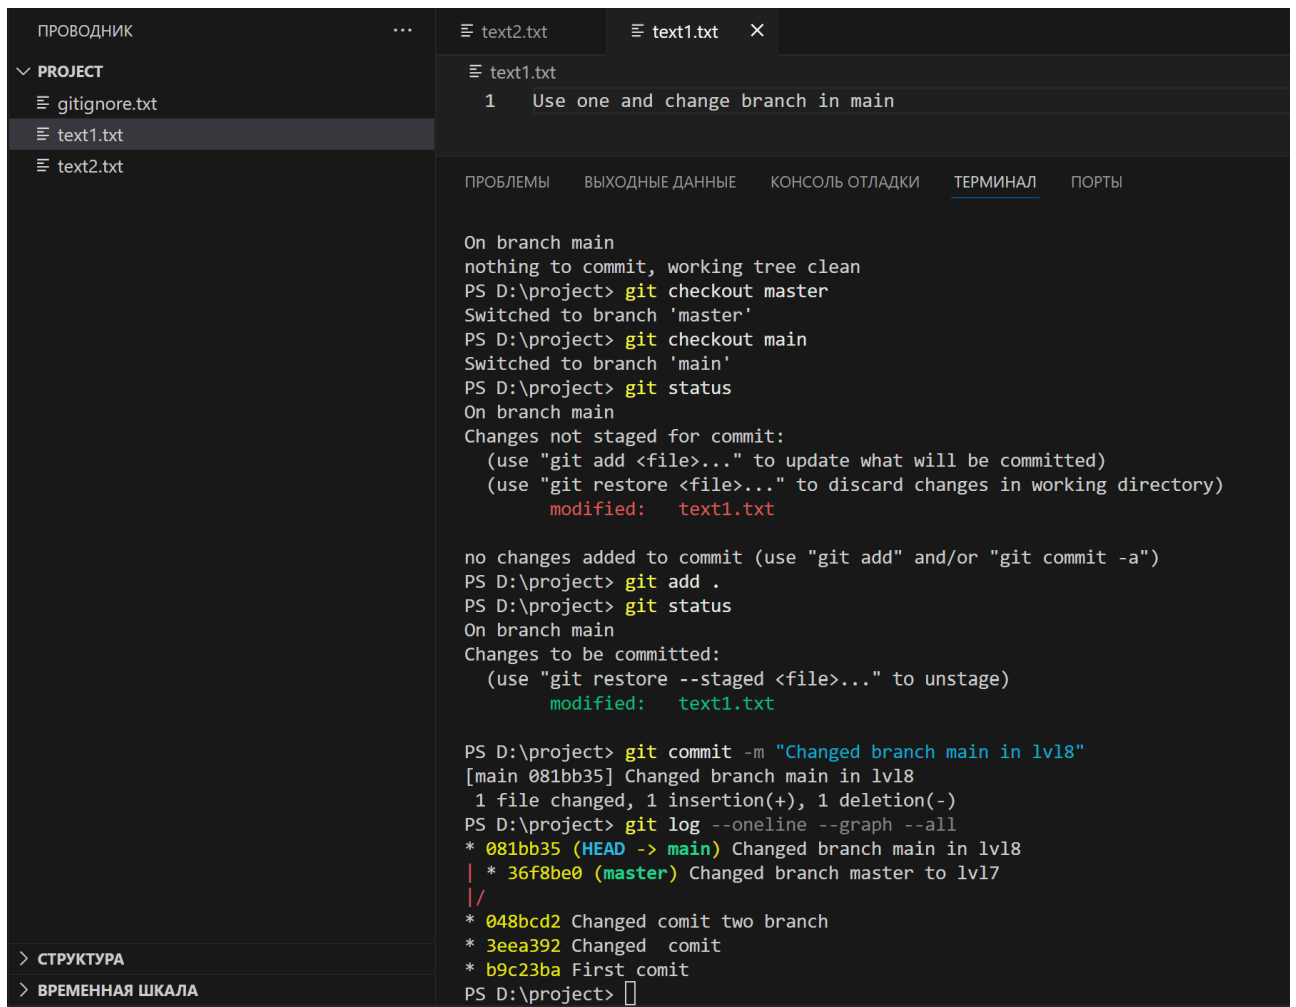 ПРОВОДНИК
PROJECT
gitignore.txt
text1.txt
text2.txt
СТРУКТУРА
ВРЕМЕННАЯ ШКАЛА
text2.txt
text1.txt
text1.txt
1 Use one and change branch in main
ПРОБЛЕМЫ ВЫХОДНЫЕ ДАННЫЕ КОНСОЛЬ ОТЛАДКИ ТЕРМИНАЛ ПОРТЫ
On branch main
nothing to commit, working tree clean
PS D:\project> git checkout master
Switched to branch 'master'
PS D:\project> git checkout main
Switched to branch 'main'
PS D:\project> git status
On branch main
Changes not staged for commit:
  (use "git add <file>..." to update what will be committed)
  (use "git restore <file>..." to discard changes in working directory)
        modified:   text1.txt
no changes added to commit (use "git add" and/or "git commit -a")
PS D:\project> git add .
PS D:\project> git status
On branch main
Changes to be committed:
  (use "git restore --staged <file>..." to unstage)
        modified:   text1.txt
PS D:\project> git commit -m "Changed branch main in lvl8"
[main 081bb35] Changed branch main in lvl8
 1 file changed, 1 insertion(+), 1 deletion(-)
PS D:\project> git log --oneline --graph --all
* 081bb35 (HEAD -> main) Changed branch main in lvl8
| * 36f8be0 (master) Changed branch master to lvl7
|/
* 048bcd2 Changed comit two branch
* 3eea392 Changed  comit
* b9c23ba First comit
PS D:\project>